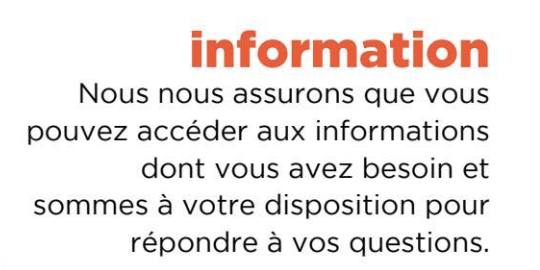 information
Nous nous assurons que vous
pouvez accéder aux informations
dont vous avez besoin et
sommes à votre disposition pour
répondre à vos questions.